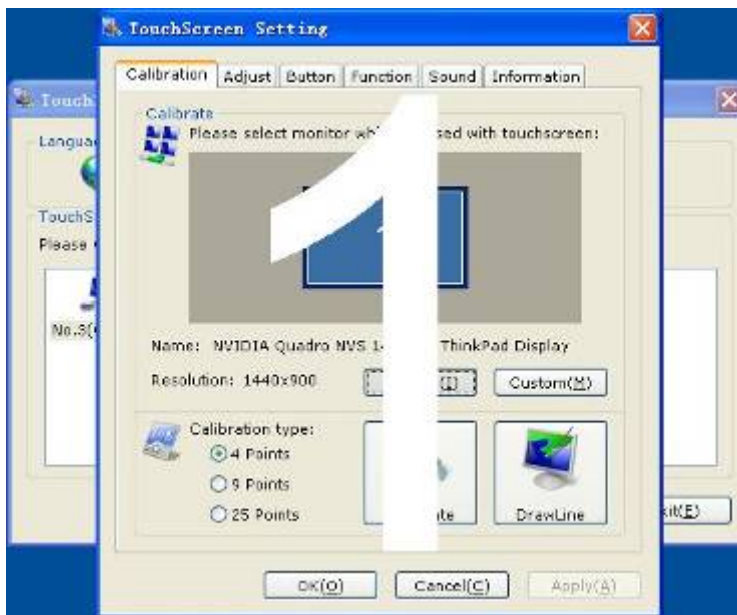 TouchScreen Setting
Calibration Adjust Button Function Sound Information
Calibrate
Please select monitor sed with touchscreen:
1
Name: NVIDIA Quadro NVS ThinkPad Display
Resolution: 1440x900 (I) Custom(M)
Calibration type:
4 Points
9 Points
25 Points
DrawLine
OK(O) Cancel(C) Apply(A)
Touch
Langua
TouchS
Please
No.3(
xit(E)